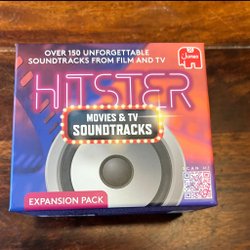 OVER 150 UNFORGETTABLE
SOUNDTRACKS FROM FILM AND TV
Jumbo
HITSTER
MOVIES & TV
SOUNDTRACKS
SCAN ME
EXPANSION PACK